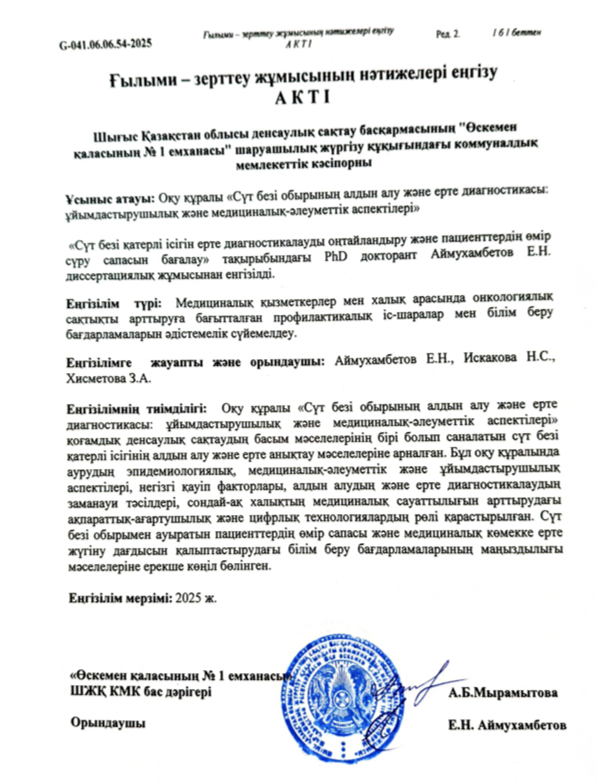 G-041.06.06.54-2025
Ғылыми – зерттеу жұмысының нәтижелері еңгізу
А К Т І
Ред. 2.
/ 6 / беттен
Ғылыми – зерттеу жұмысының нәтижелері еңгізу
А К Т І
Шығыс Қазақстан облысы денсаулық сақтау басқармасының "Өскемен
қаласының № 1 емханасы" шаруашылық жүргізу құқығындағы коммуналдық
мемлекеттік кәсіпорны
Ұсыныс атауы: Оқу құралы «Сүт безі обырының алдын алу және ерте диагностикасы:
ұйымдастырушылық және медициналық-әлеуметтік аспектілері»
«Сүт безі қатерлі ісігін ерте диагностикалауды оңтайландыру және пациенттердің өмір
сүру сапасын бағалау» тақырыбындағы PhD докторант Аймухамбетов Е.Н.
диссертациялық жұмысынан енгізілді.
Еңгізілім түрі: Медициналық қызметкерлер мен халық арасында онкологиялық
сақтықты арттыруға бағытталған профилактикалық іс-шаралар мен білім беру
бағдарламаларын әдістемелік сүйемелдеу.
Еңгізілімге жауапты және орындаушы: Аймухамбетов Е.Н., Искакова Н.С.,
Хисметова З.А.
Еңгізілімнің тиімділігі: Оқу құралы «Сүт безі обырының алдын алу және ерте
диагностикасы: ұйымдастырушылық және медициналық-әлеуметтік аспектілері»
қоғамдық денсаулық сақтаудың басым мәселелерінің бірі болып саналатын сүт безі
қатерлі ісігінің алдын алу және ерте анықтау мәселелеріне арналған. Бұл оқу құралында
аурудың эпидемиологиялық, медициналық-әлеуметтік және ұйымдастырушылық
аспектілері, негізгі қауіп факторлары, алдын алудың және ерте диагностикалаудың
заманауи тәсілдері, сондай-ақ халықтың медициналық сауаттылығын арттырудағы
ақпараттық-ағартушылық және цифрлық технологиялардың рөлі қарастырылған. Сүт
безі обырымен ауыратын пациенттердің өмір сапасы және медициналық көмекке ерте
жүгіну дағдысын қалыптастырудағы білім беру бағдарламаларының маңыздылығы
мәселелеріне ерекше көңіл бөлінген.
Еңгізілім мерзімі: 2025 ж.
«Өскемен қаласының № 1 емханасы»
ШЖҚ КМК бас дәрігері
А.Б.Мырамытова
Орындаушы
Е.Н. Аймухамбетов